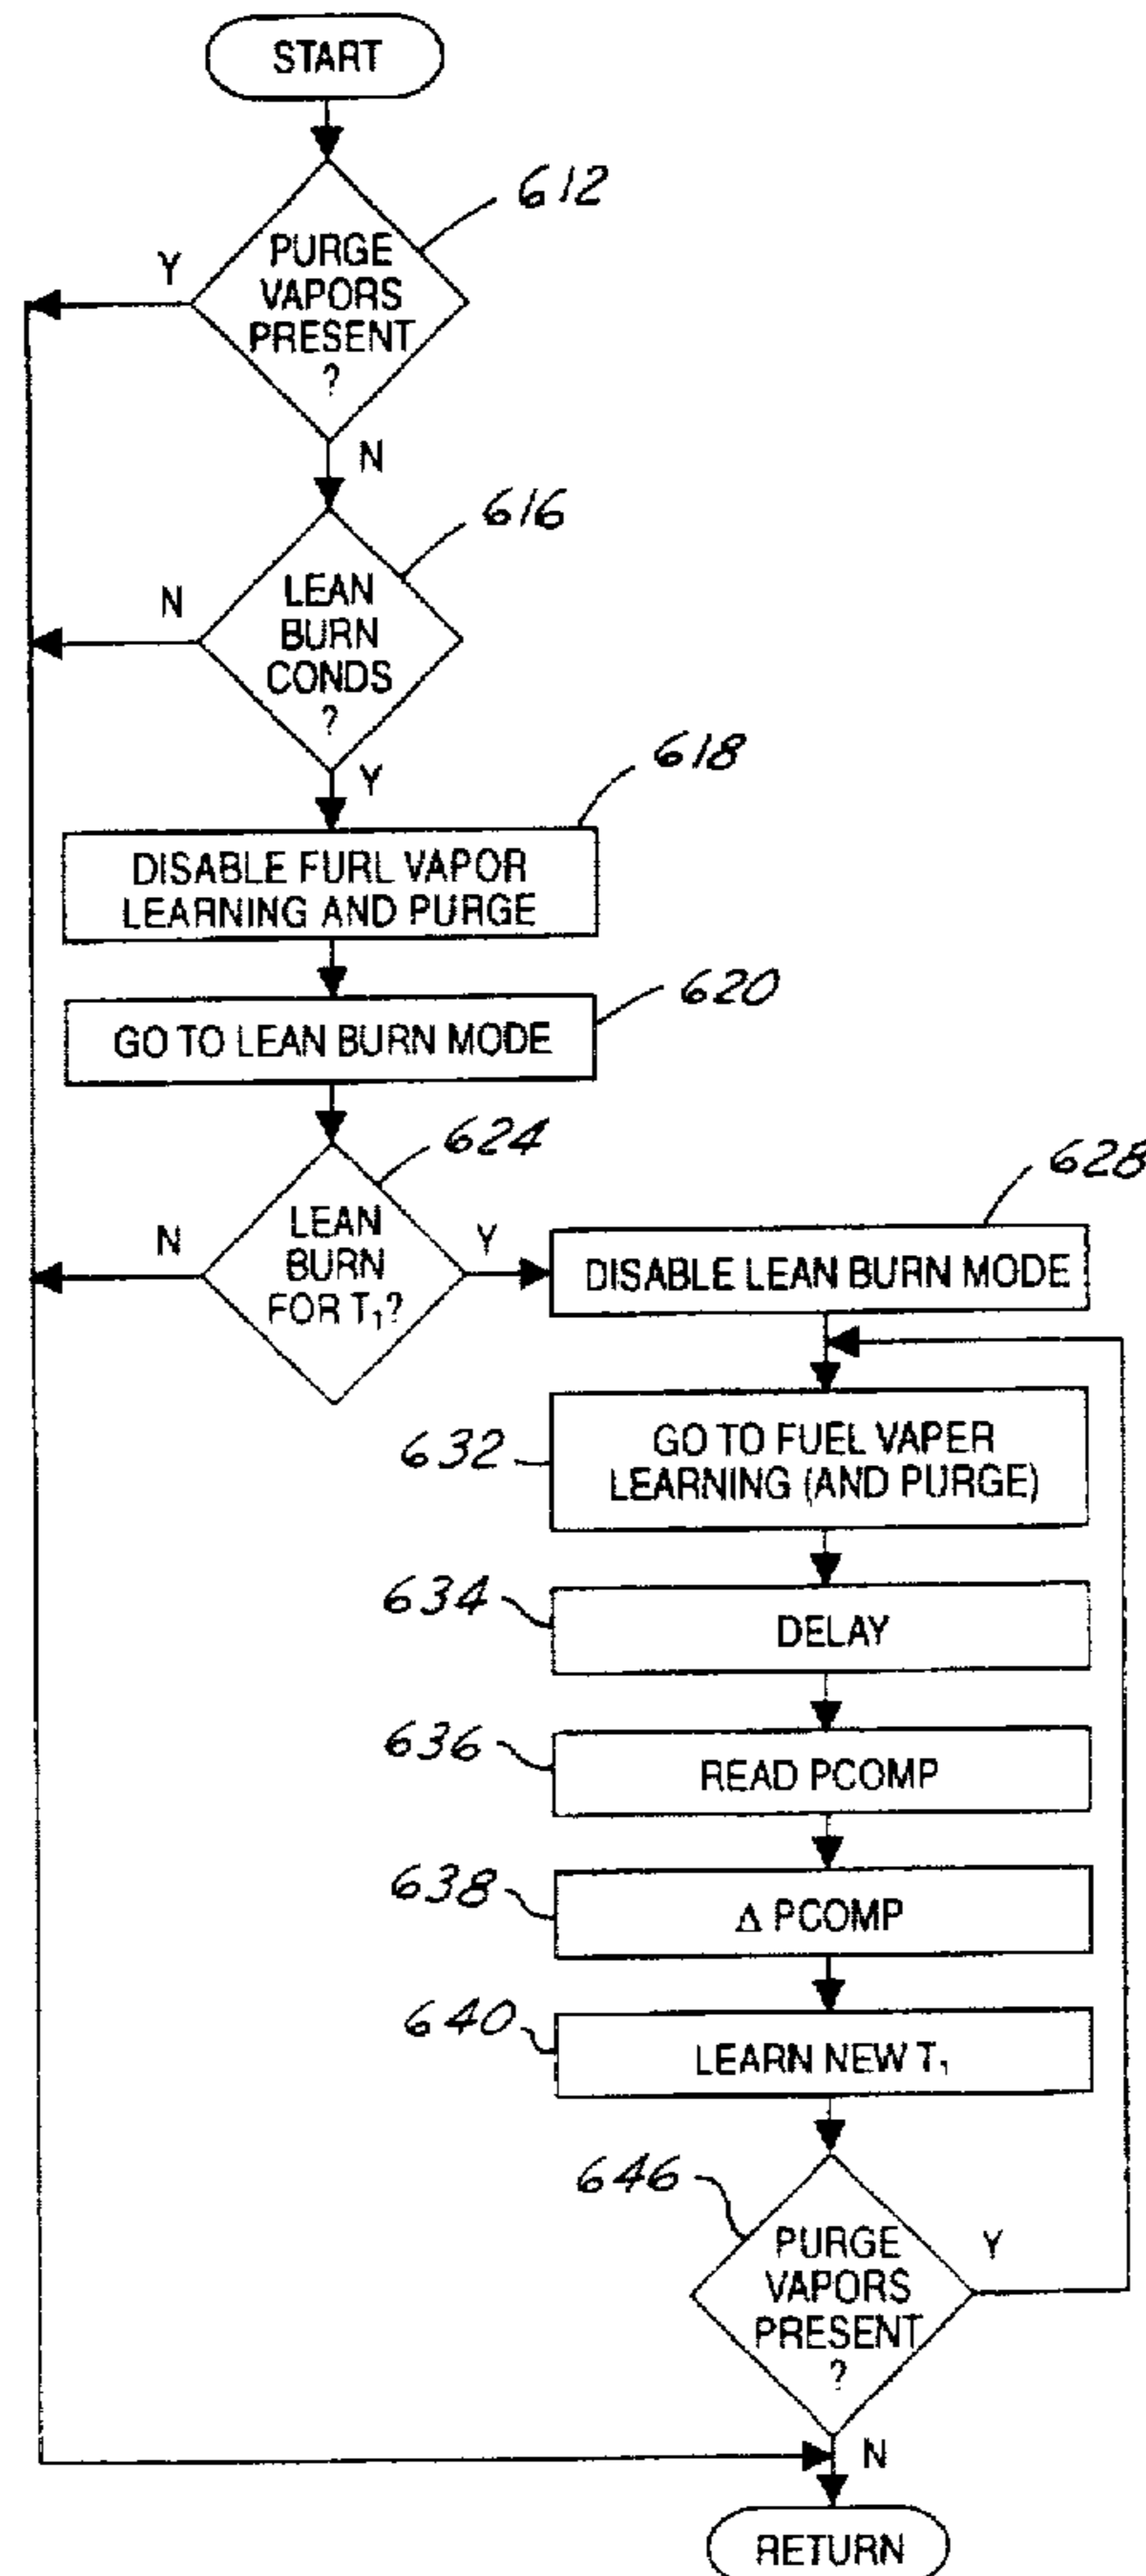 START
612
PURGE
VAPORS
PRESENT
?
Y
N
616
LEAN
BURN
CONDS
?
N
Y
618
DISABLE FURL VAPOR
LEARNING AND PURGE
620
GO TO LEAN BURN MODE
624
LEAN
BURN
FOR T₁?
N
Y
628
DISABLE LEAN BURN MODE
632
GO TO FUEL VAPER
LEARNING (AND PURGE)
634
DELAY
636
READ PCOMP
638
Δ PCOMP
640
LEARN NEW T₁
646
PURGE
VAPORS
PRESENT
?
Y
N
RETURN